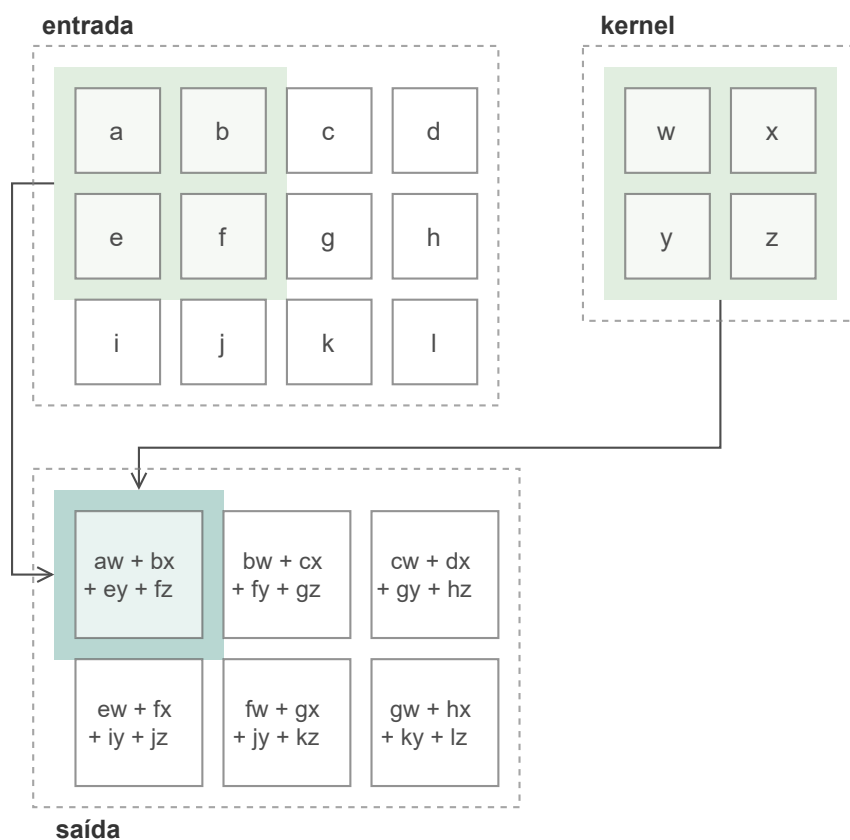 entrada
kernel
a b c d
w x
e f g h
y z
i j k l
aw + bx
+ ey + fz
bw + cx
+ fy + gz
cw + dx
+ gy + hz
ew + fx
+ iy + jz
fw + gx
+ jy + kz
gw + hx
+ ky + lz
saída